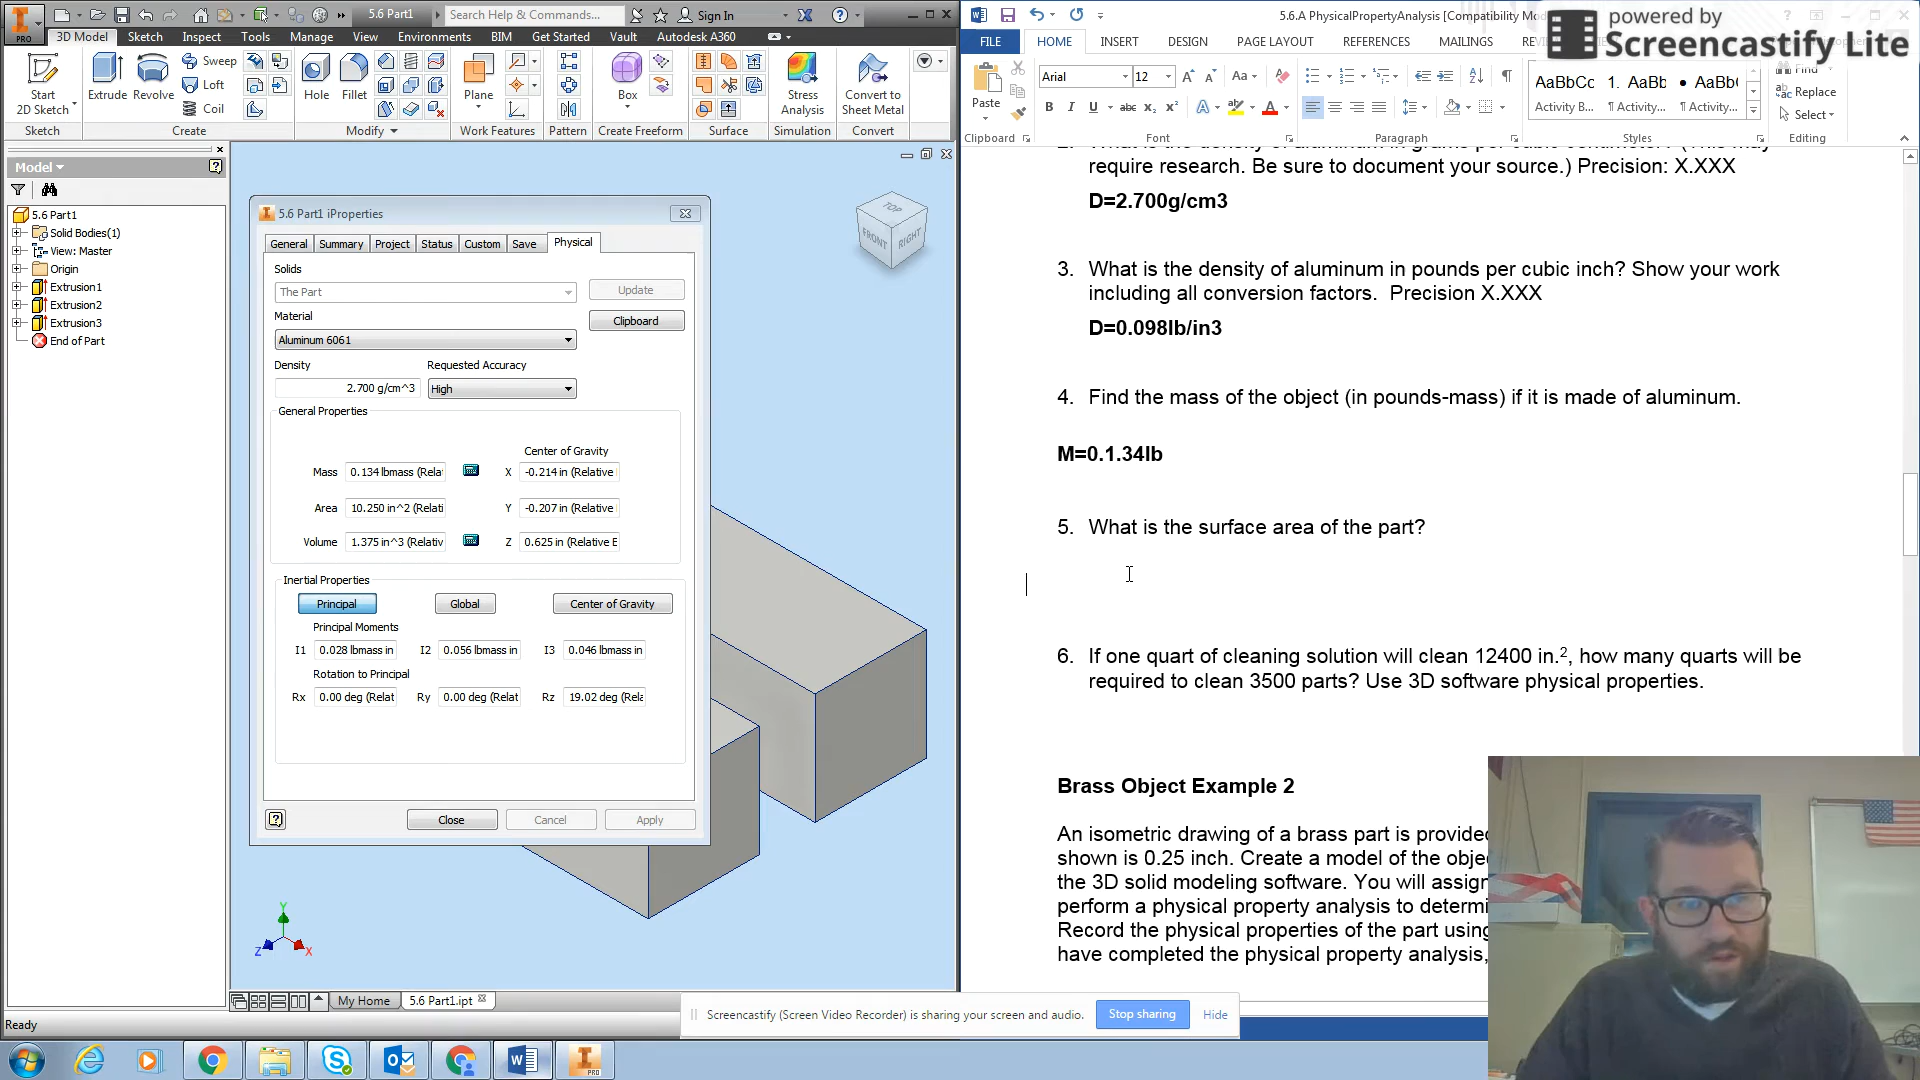 5.6 Part1
Search Help & Commands...
Sign In
PRO
3D Model
Sketch
Inspect
Tools
Manage
View
Environments
BIM
Get Started
Vault
Autodesk A360
Start
2D Sketch
Extrude
Revolve
Sweep
Loft
Coil
Hole
Fillet
Plane
Box
Stress
Analysis
Convert to
Sheet Metal
Sketch
Create
Modify
Work Features
Pattern
Create Freeform
Surface
Simulation
Convert
Model
5.6 Part1
Solid Bodies(1)
View: Master
Origin
Extrusion1
Extrusion2
Extrusion3
End of Part
TOP
FRONT
RIGHT
5.6 Part1 iProperties
General
Summary
Project
Status
Custom
Save
Physical
Solids
The Part
Update
Material
Clipboard
Aluminum 6061
Density
Requested Accuracy
2.700 g/cm^3
High
General Properties
Center of Gravity
Mass
0.134 lbmass (Rela
X
-0.214 in (Relative
Area
10.250 in^2 (Relati
Y
-0.207 in (Relative
Volume
1.375 in^3 (Relativ
Z
0.625 in (Relative E
Inertial Properties
Principal
Global
Center of Gravity
Principal Moments
I1
0.028 lbmass in
I2
0.056 lbmass in
I3
0.046 lbmass in
Rotation to Principal
Rx
0.00 deg (Relat
Ry
0.00 deg (Relat
Rz
19.02 deg (Rela
Close
Cancel
Apply
Y
Z
X
My Home
5.6 Part1.ipt
Ready
5.6.A PhysicalPropertyAnalysis [Compatibility Mo
FILE
HOME
INSERT
DESIGN
PAGE LAYOUT
REFERENCES
MAILINGS
powered by
Screencastify Lite
Paste
Arial
12
AaBbCc
1. AaBb
• AaBb
Activity B...
¶ Activity...
¶ Activity...
Find
Replace
Select
Clipboard
Font
Paragraph
Styles
Editing
require research. Be sure to document your source.) Precision: X.XXX
D=2.700g/cm3
3. What is the density of aluminum in pounds per cubic inch? Show your work
including all conversion factors. Precision X.XXX
D=0.098lb/in3
4. Find the mass of the object (in pounds-mass) if it is made of aluminum.
M=0.1.34lb
5. What is the surface area of the part?
6. If one quart of cleaning solution will clean 12400 in.², how many quarts will be
required to clean 3500 parts? Use 3D software physical properties.
Brass Object Example 2
An isometric drawing of a brass part is provided
shown is 0.25 inch. Create a model of the obje
the 3D solid modeling software. You will assign
perform a physical property analysis to determi
Record the physical properties of the part using
have completed the physical property analysis,
Screencastify (Screen Video Recorder) is sharing your screen and audio.
Stop sharing
Hide